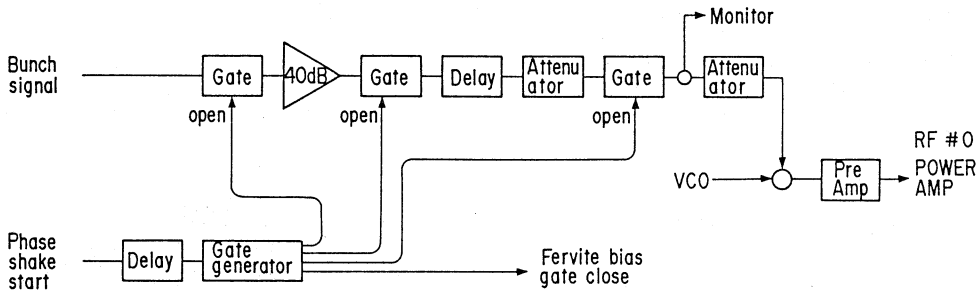 Monitor
Bunch
signal
Gate
40dB
Gate
Delay
Attenu
ator
Gate
Attenu
ator
open
open
open
RF #0
POWER
AMP
VCO
Pre
Amp
Phase
shake
start
Delay
Gate
generator
Fervite bias
gate close